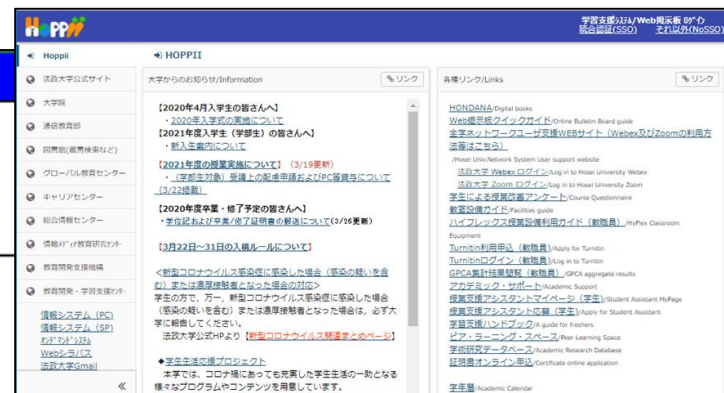 Hoppii
学習支援ｼｽﾃﾑ/Web掲示板 ﾛｸﾞｲﾝ
統合認証(SSO) それ以外(NoSSO)
Hoppii
法政大学公式サイト
大学院
通信教育部
図書館(蔵書検索など)
グローバル教育センター
キャリアセンター
総合情報センター
情報ﾒﾃﾞｨｱ教育研究ｾﾝﾀｰ
教育開発支援機構
教育開発・学習支援ｾﾝﾀｰ
情報システム (PC)
情報システム (SP)
ｵﾝﾃﾞﾏﾝﾄﾞｼｽﾃﾑ
Webシラバス
法政大学Gmail
«
HOPPII
大学からのお知らせ/Information
リンク
【2020年4月入学生の皆さんへ】
・2020年入学式の実施について
【2021年度入学生（学部生）の皆さんへ】
・新入生案内について
【2021年度の授業実施について】（3/19更新）
・（学部生対象）受講上の配慮申請およびPC等貸与について
(3/22掲載)
【2020年度卒業・修了予定の皆さんへ】
・学位記および卒業/修了証明書の郵送について(3/26更新)
【3月22日～31日の入構ルールについて】
＜新型コロナウイルス感染症に感染した場合（感染の疑いを含
む）または濃厚接触者となった場合の対応＞
学生の方で、万一、新型コロナウイルス感染症に感染した場合
（感染の疑いを含む）または濃厚接触者となった場合は、必ず大
学に報告してください。
法政大学公式HPより【新型コロナウイルス関連まとめページ】
◆学生生活応援プロジェクト
本学では、コロナ禍にあっても充実した学生生活の一助となる
様々なプログラムやコンテンツを用意しています。
各種リンク/Links
リンク
HONDANA/Digital books
Web掲示板クイックガイド/Online Bulletin Board guide
全学ネットワークユーザ支援WEBサイト（Webex及びZoomの利用方
法等はこちら）
/Hosei Univ.Network System User support website
法政大学 Webex ログイン/Log in to Hosei University Webex
法政大学 Zoom ログイン/Log in to Hosei University Zoom
学生による授業改善アンケート/Course Questionnaire
教室設備ガイド/Facilities guide
ハイフレックス授業設備利用ガイド（教職員）/HyFlex Classroom
Equipment
Turnitin利用申込（教職員）/Apply for Turnitin
Turnitinログイン（教職員）/Log in to Turnitin
GPCA集計結果閲覧（教職員）/GPCA aggregate results
アカデミック・サポート/Academic Support
授業支援アシスタントマイページ（学生）/Student Assistant MyPage
授業支援アシスタント応募（学生）/Apply for Student Assistant
学習支援ハンドブック/A guide for freshers
ピア・ラーニング・スペース/Peer Learning Space
学術研究データベース/Academic Research Database
証明書オンライン申込/Certificate online application
学年暦/Academic Calendar